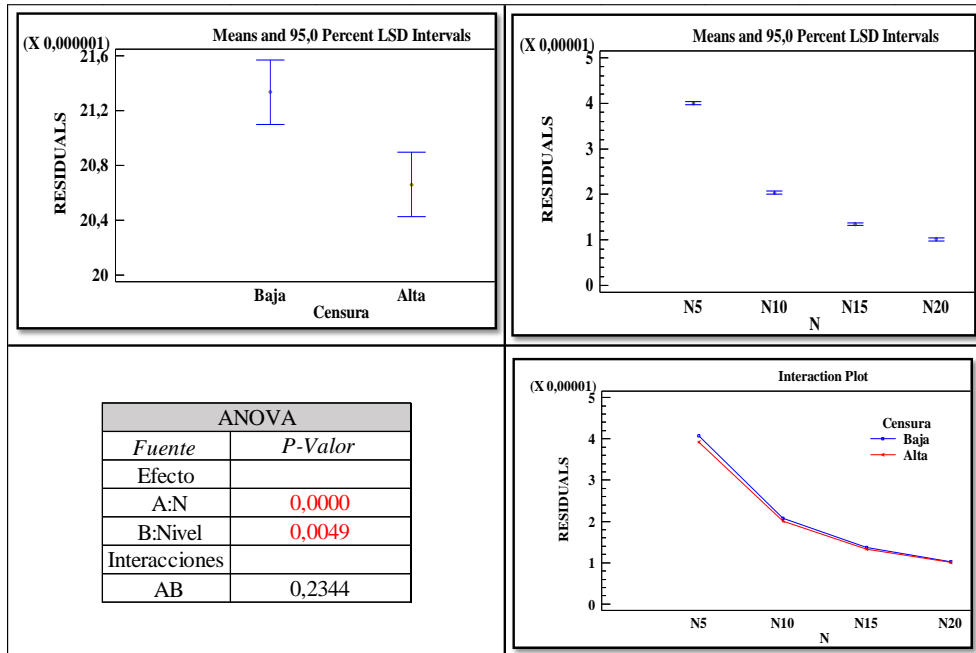 Means and 95,0 Percent LSD Intervals
(X 0,000001)
21,6
21,2
20,8
20,4
20
RESIDUALS
Baja
Alta
Censura
Means and 95,0 Percent LSD Intervals
(X 0,00001)
5
4
3
2
1
0
RESIDUALS
N5
N10
N15
N20
N
ANOVA
Fuente P-Valor
Efecto
A:N 0,0000
B:Nivel 0,0049
Interacciones
AB 0,2344
Interaction Plot
(X 0,00001)
5
4
3
2
1
0
RESIDUALS
Censura
Baja
Alta
N5
N10
N15
N20
N